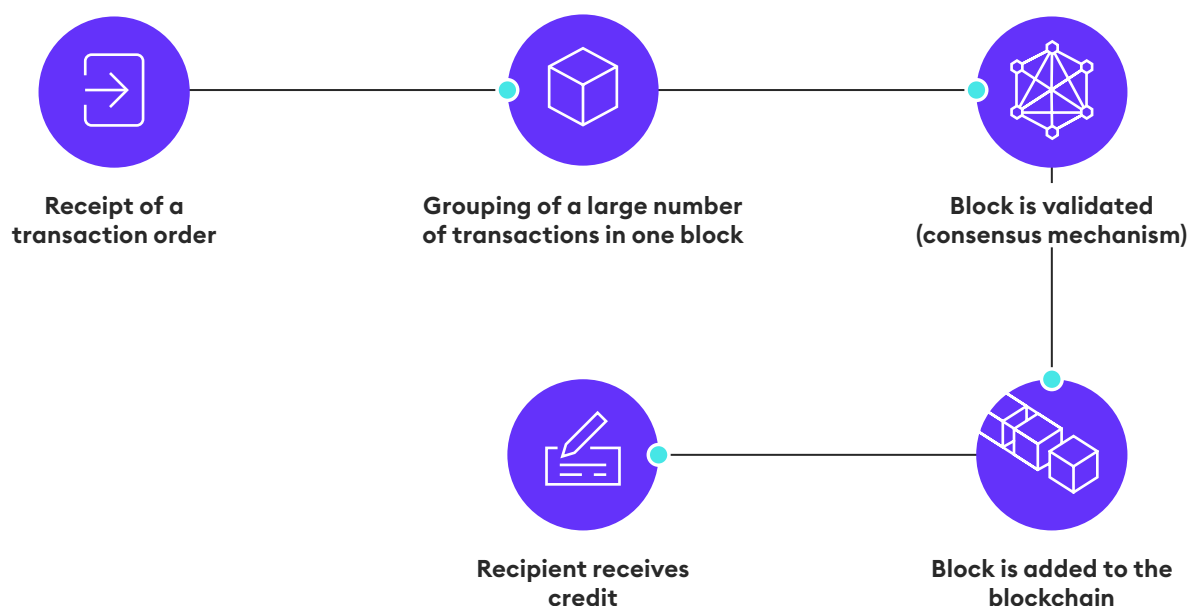 Receipt of a
transaction order
Grouping of a large number
of transactions in one block
Block is validated
(consensus mechanism)
Block is added to the
blockchain
Recipient receives
credit